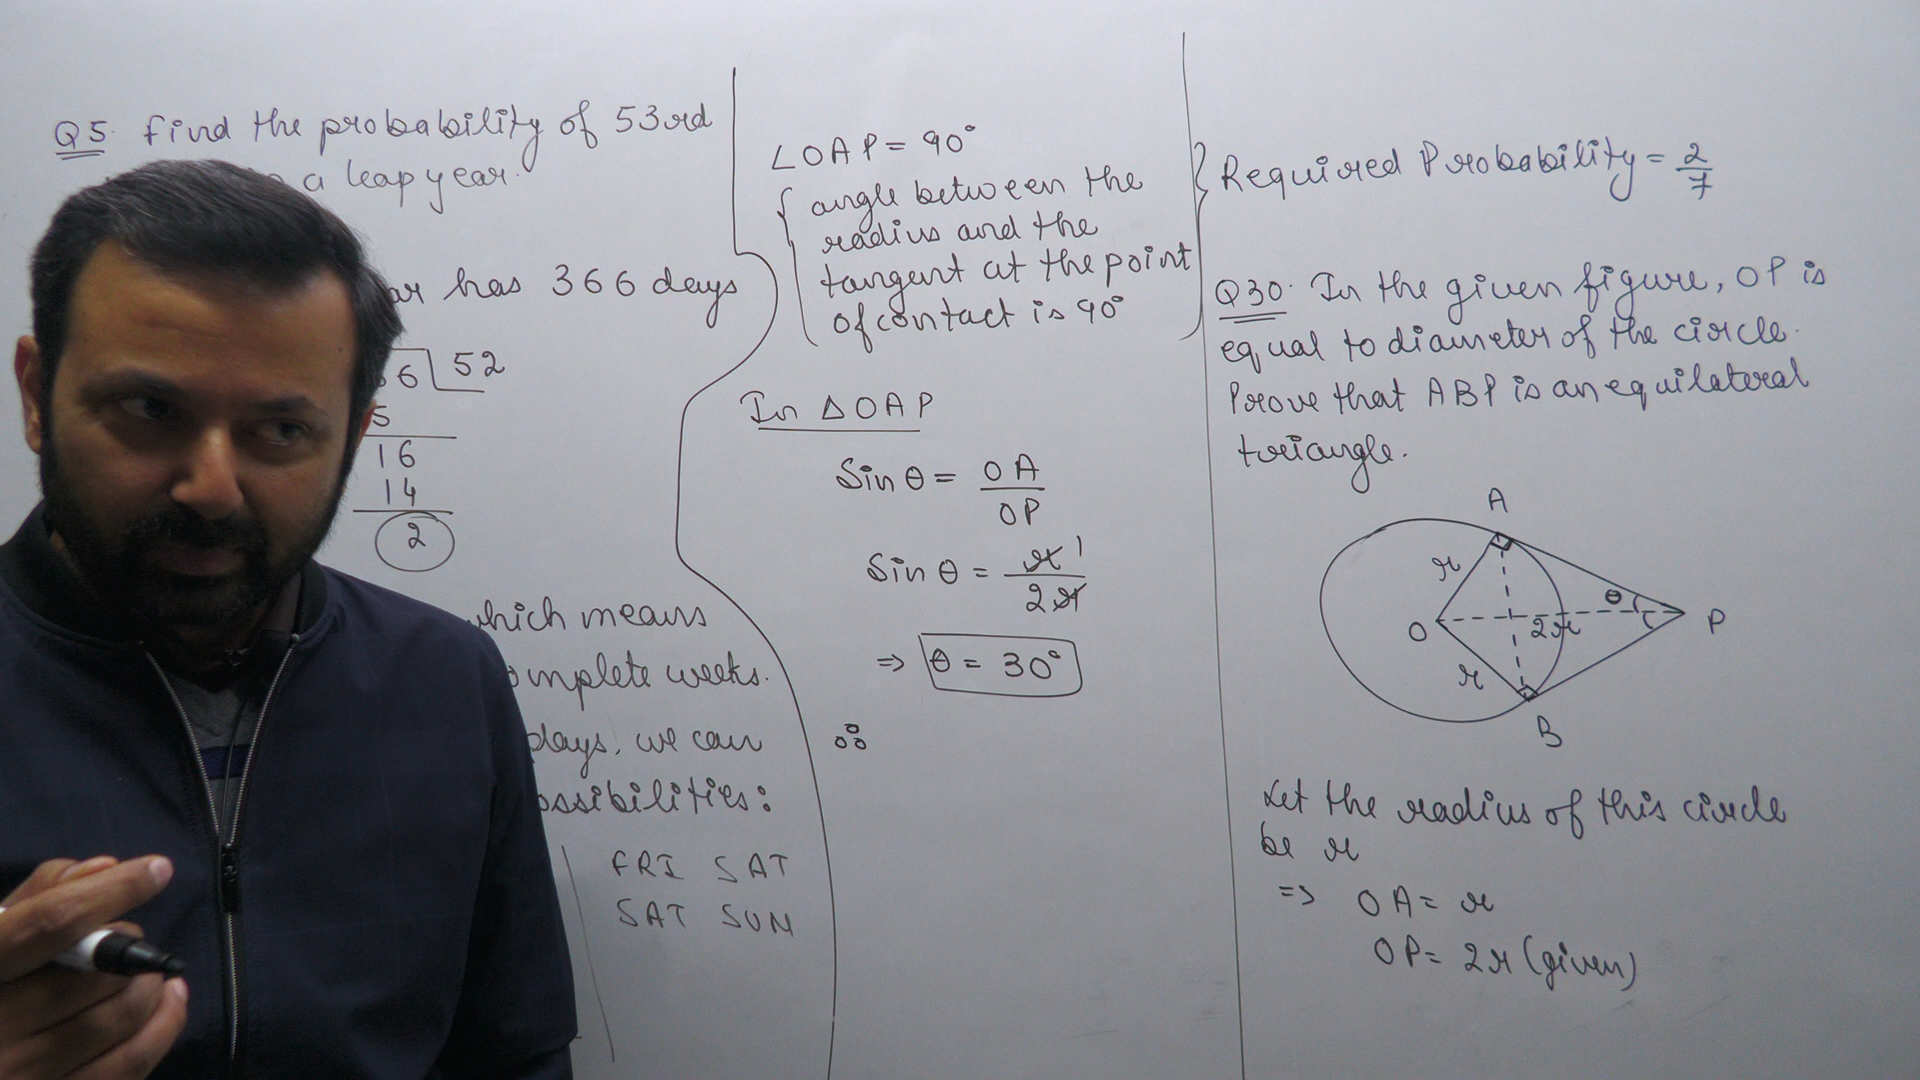 Q5. Find the probability of 53rd
a leap year.
has 366 days
6 52
5
16
14
2
which means
complete weeks.
days, we can
possibilities:
FRI SAT
SAT SUN
∠OAP = 90°
{ angle between the
radius and the
tangent at the point
of contact is 90° }
In △OAP
Sin θ = OA/OP
Sin θ = r 1/2r
⇒ θ = 30°
∴
Required Probability = 2/7
Q30. In the given figure, OP is
equal to diameter of the circle.
Prove that ABP is an equilateral
triangle.
A
r
θ
O 2r P
r
B
Let the radius of this circle
be r
⇒ OA = r
OP = 2r (given)